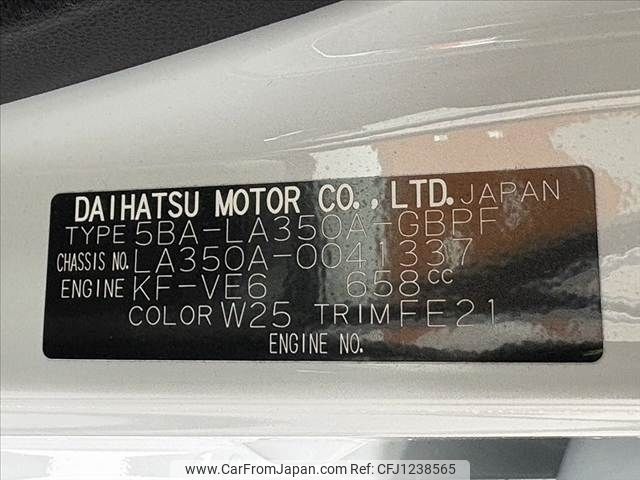 DAIHATSU MOTOR CO.,LTD. JAPAN
TYPE 5BA-LA350A-GBPF
CHASSIS NO. LA350A-0041337
ENGINE KF-VE6 658CC
COLOR W25 TRIM FE21
ENGINE NO.
www.CarFromJapan.com CFJ1238565